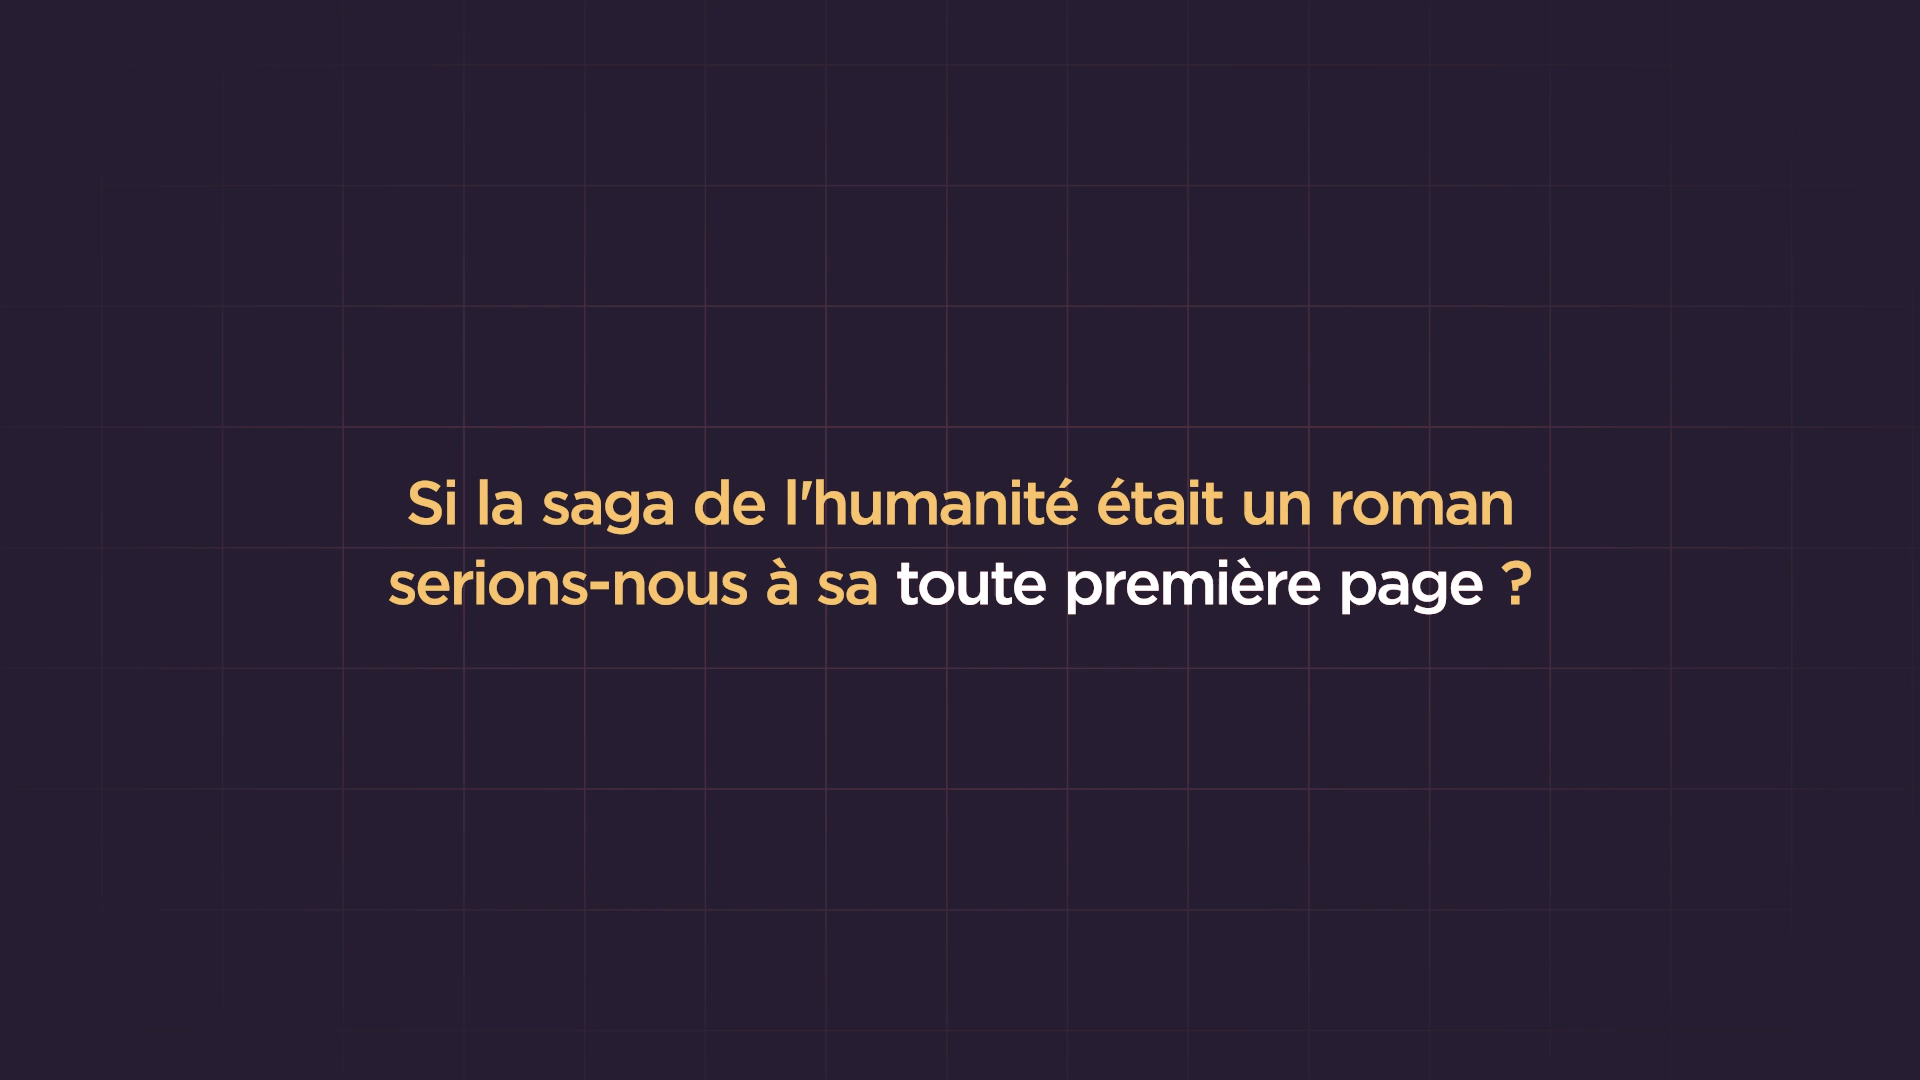 Si la saga de l'humanité était un roman
serions-nous à sa toute première page ?